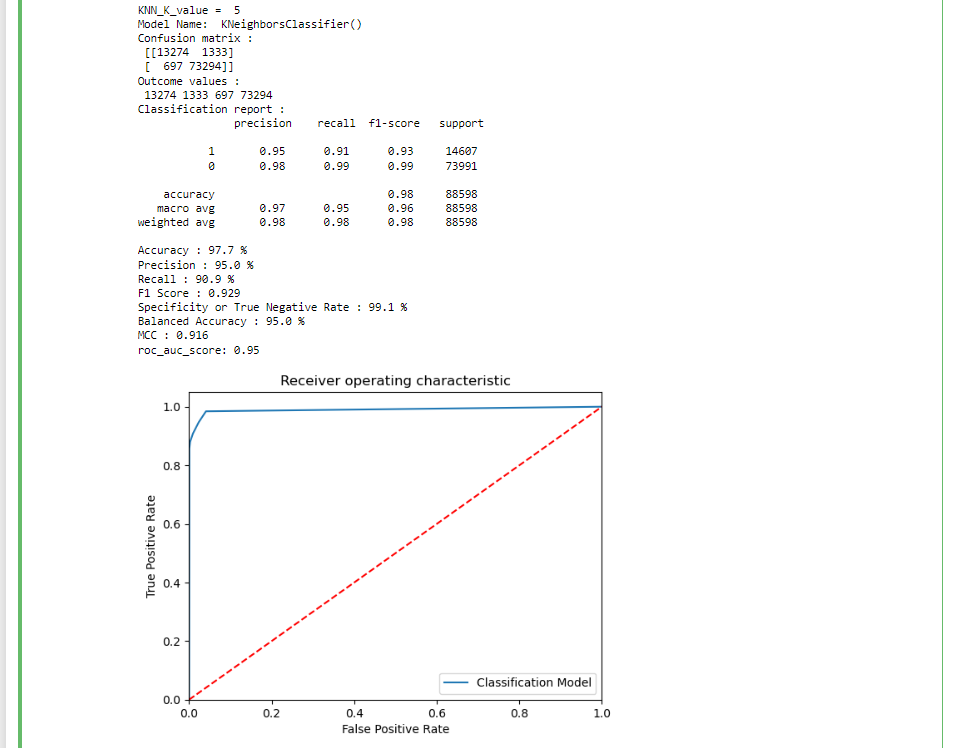 KNN_K_value =  5
Model Name:  KNeighborsClassifier()
Confusion matrix :
 [[13274  1333]
 [  697 73294]]
Outcome values :
 13274 1333 697 73294
Classification report :
               precision    recall  f1-score   support

           1       0.95      0.91      0.93     14607
           0       0.98      0.99      0.99     73991

    accuracy                           0.98     88598
   macro avg       0.97      0.95      0.96     88598
weighted avg       0.98      0.98      0.98     88598

Accuracy : 97.7 %
Precision : 95.0 %
Recall : 90.9 %
F1 Score : 0.929
Specificity or True Negative Rate : 99.1 %
Balanced Accuracy : 95.0 %
MCC : 0.916
roc_auc_score: 0.95
Receiver operating characteristic
1.0
0.8
0.6
0.4
0.2
0.0
True Positive Rate
Classification Model
0.0 0.2 0.4 0.6 0.8 1.0
False Positive Rate